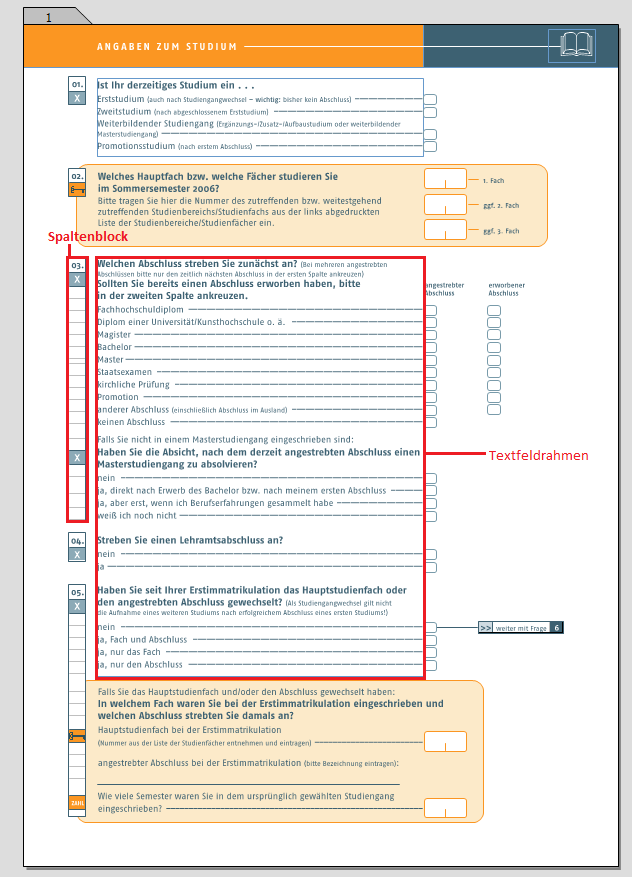 1
ANGABEN ZUM STUDIUM
01.
Ist Ihr derzeitiges Studium ein . . .
X
Erststudium (auch nach Studiengangwechsel – wichtig: bisher kein Abschluss)
Zweitstudium (nach abgeschlossenem Erststudium)
Weiterbildender Studiengang (Ergänzungs-/Zusatz-/Aufbaustudium oder weiterbildender
Masterstudiengang)
Promotionsstudium (nach erstem Abschluss)
02.
Welches Hauptfach bzw. welche Fächer studieren Sie
im Sommersemester 2006?
Bitte tragen Sie hier die Nummer des zutreffenden bzw. weitestgehend
zutreffenden Studienbereichs/Studienfachs aus der links abgedruckten
Liste der Studienbereiche/Studienfächer ein.
1. Fach
ggf. 2. Fach
ggf. 3. Fach
Spaltenblock
03.
Welchen Abschluss streben Sie zunächst an? (Bei mehreren angestrebten
Abschlüssen bitte nur den zeitlich nächsten Abschluss in der ersten Spalte ankreuzen)
X
Sollten Sie bereits einen Abschluss erworben haben, bitte
in der zweiten Spalte ankreuzen.
angestrebter
Abschluss
erworbener
Abschluss
Fachhochschuldiplom
Diplom einer Universität/Kunsthochschule o. ä.
Magister
Bachelor
Master
Staatsexamen
kirchliche Prüfung
Promotion
anderer Abschluss (einschließlich Abschluss im Ausland)
keinen Abschluss
Falls Sie nicht in einem Masterstudiengang eingeschrieben sind:
X
Haben Sie die Absicht, nach dem derzeit angestrebten Abschluss einen
Masterstudiengang zu absolvieren?
Textfeldrahmen
nein
ja, direkt nach Erwerb des Bachelor bzw. nach meinem ersten Abschluss
ja, aber erst, wenn ich Berufserfahrungen gesammelt habe
weiß ich noch nicht
04.
Streben Sie einen Lehramtsabschluss an?
X
nein
ja
05.
Haben Sie seit Ihrer Erstimmatrikulation das Hauptstudienfach oder
X
den angestrebten Abschluss gewechselt? (Als Studiengangwechsel gilt nicht
die Aufnahme eines weiteren Studiums nach erfolgreichem Abschluss eines ersten Studiums!)
nein
>> weiter mit Frage 6
ja, Fach und Abschluss
ja, nur das Fach
ja, nur den Abschluss
Falls Sie das Hauptstudienfach und/oder den Abschluss gewechselt haben:
In welchem Fach waren Sie bei der Erstimmatrikulation eingeschrieben und
welchen Abschluss strebten Sie damals an?
Hauptstudienfach bei der Erstimmatrikulation
(Nummer aus der Liste der Studienfächer entnehmen und eintragen)
angestrebter Abschluss bei der Erstimmatrikulation (bitte Bezeichnung eintragen):
Wie viele Semester waren Sie in dem ursprünglich gewählten Studiengang
ZAHL
eingeschrieben?